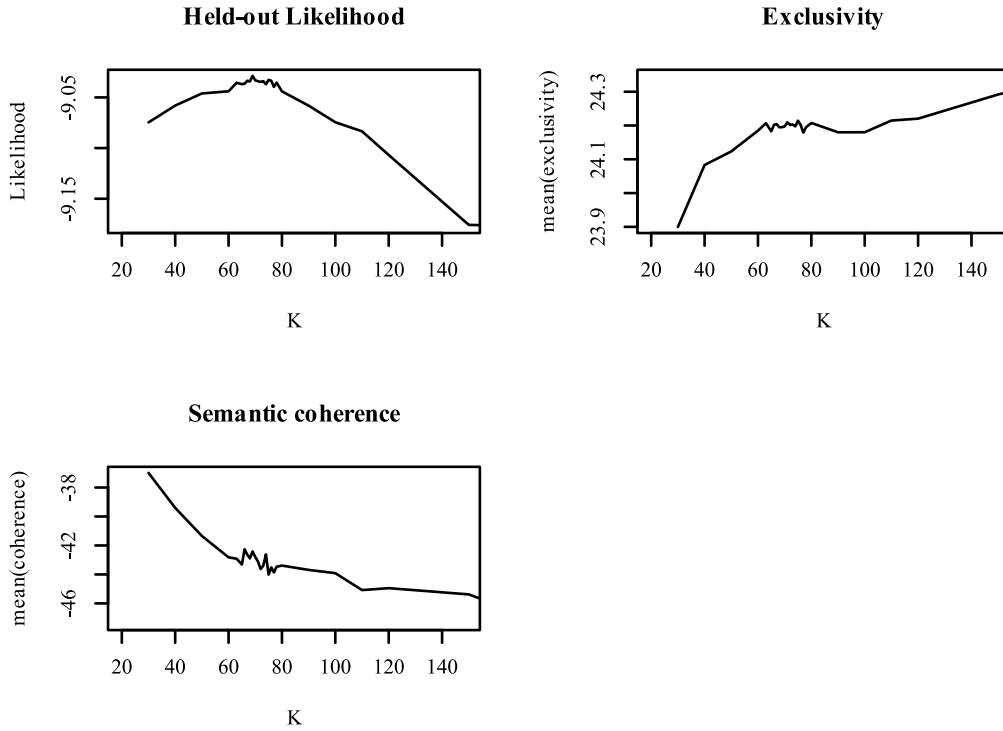 Held-out Likelihood
Likelihood
-9.05
-9.15
20 40 60 80 100 120 140
K
Exclusivity
mean(exclusivity)
24.3
24.1
23.9
20 40 60 80 100 120 140
K
Semantic coherence
mean(coherence)
-38
-42
-46
20 40 60 80 100 120 140
K